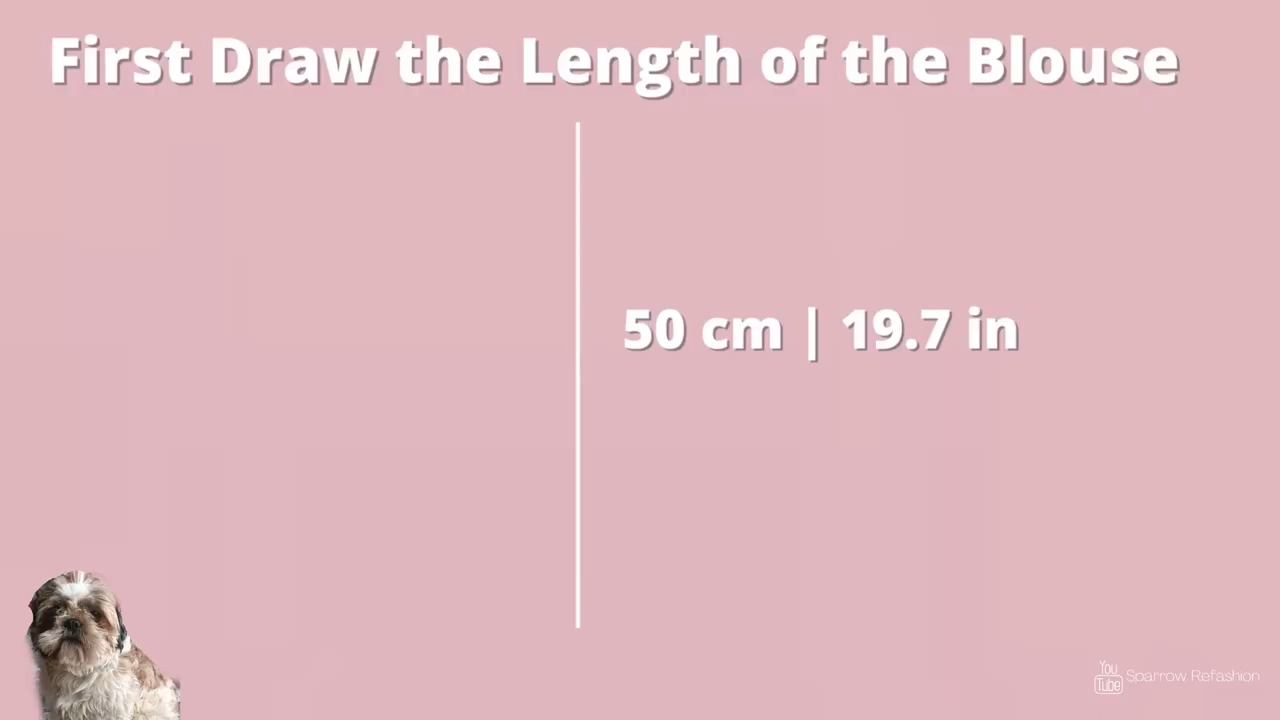 First Draw the Length of the Blouse
50 cm | 19.7 in
You
Tube
Sparrow Refashion